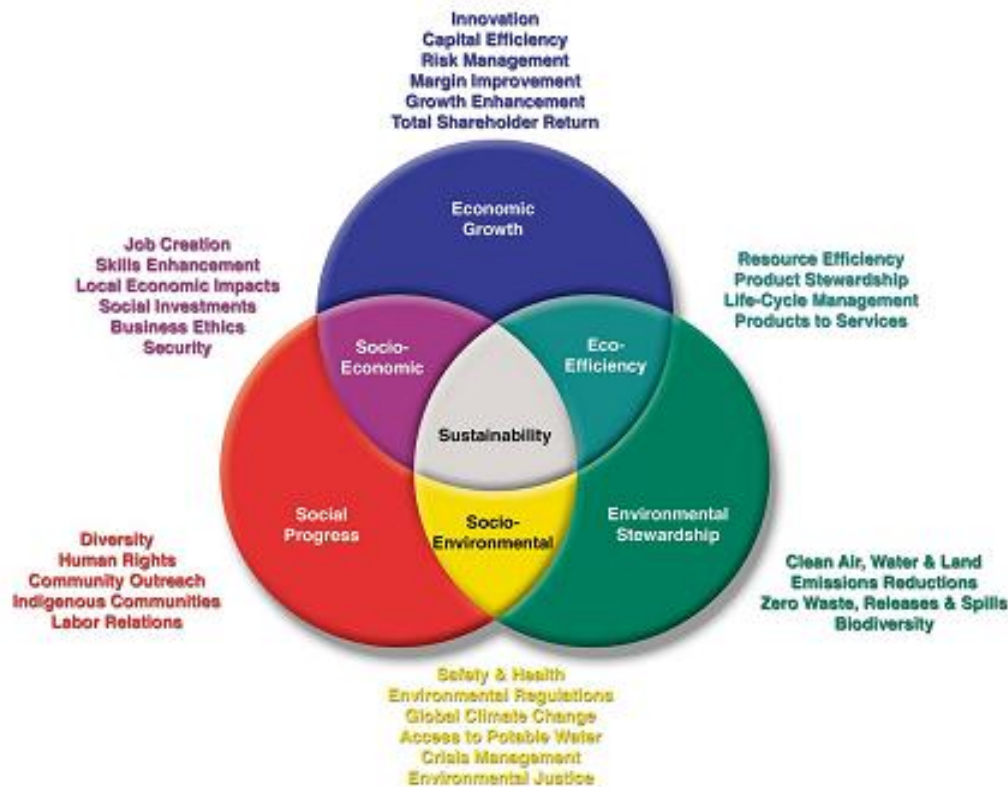 Innovation
Capital Efficiency
Risk Management
Margin Improvement
Growth Enhancement
Total Shareholder Return
Economic
Growth
Job Creation
Skills Enhancement
Local Economic Impacts
Social Investments
Business Ethics
Security
Resource Efficiency
Product Stewardship
Life-Cycle Management
Products to Services
Socio-
Economic
Eco-
Efficiency
Sustainability
Social
Progress
Socio-
Environmental
Environmental
Stewardship
Diversity
Human Rights
Community Outreach
Indigenous Communities
Labor Relations
Clean Air, Water & Land
Emissions Reductions
Zero Waste, Releases & Spills
Biodiversity
Safety & Health
Environmental Regulations
Global Climate Change
Access to Potable Water
Crisis Management
Environmental Justice